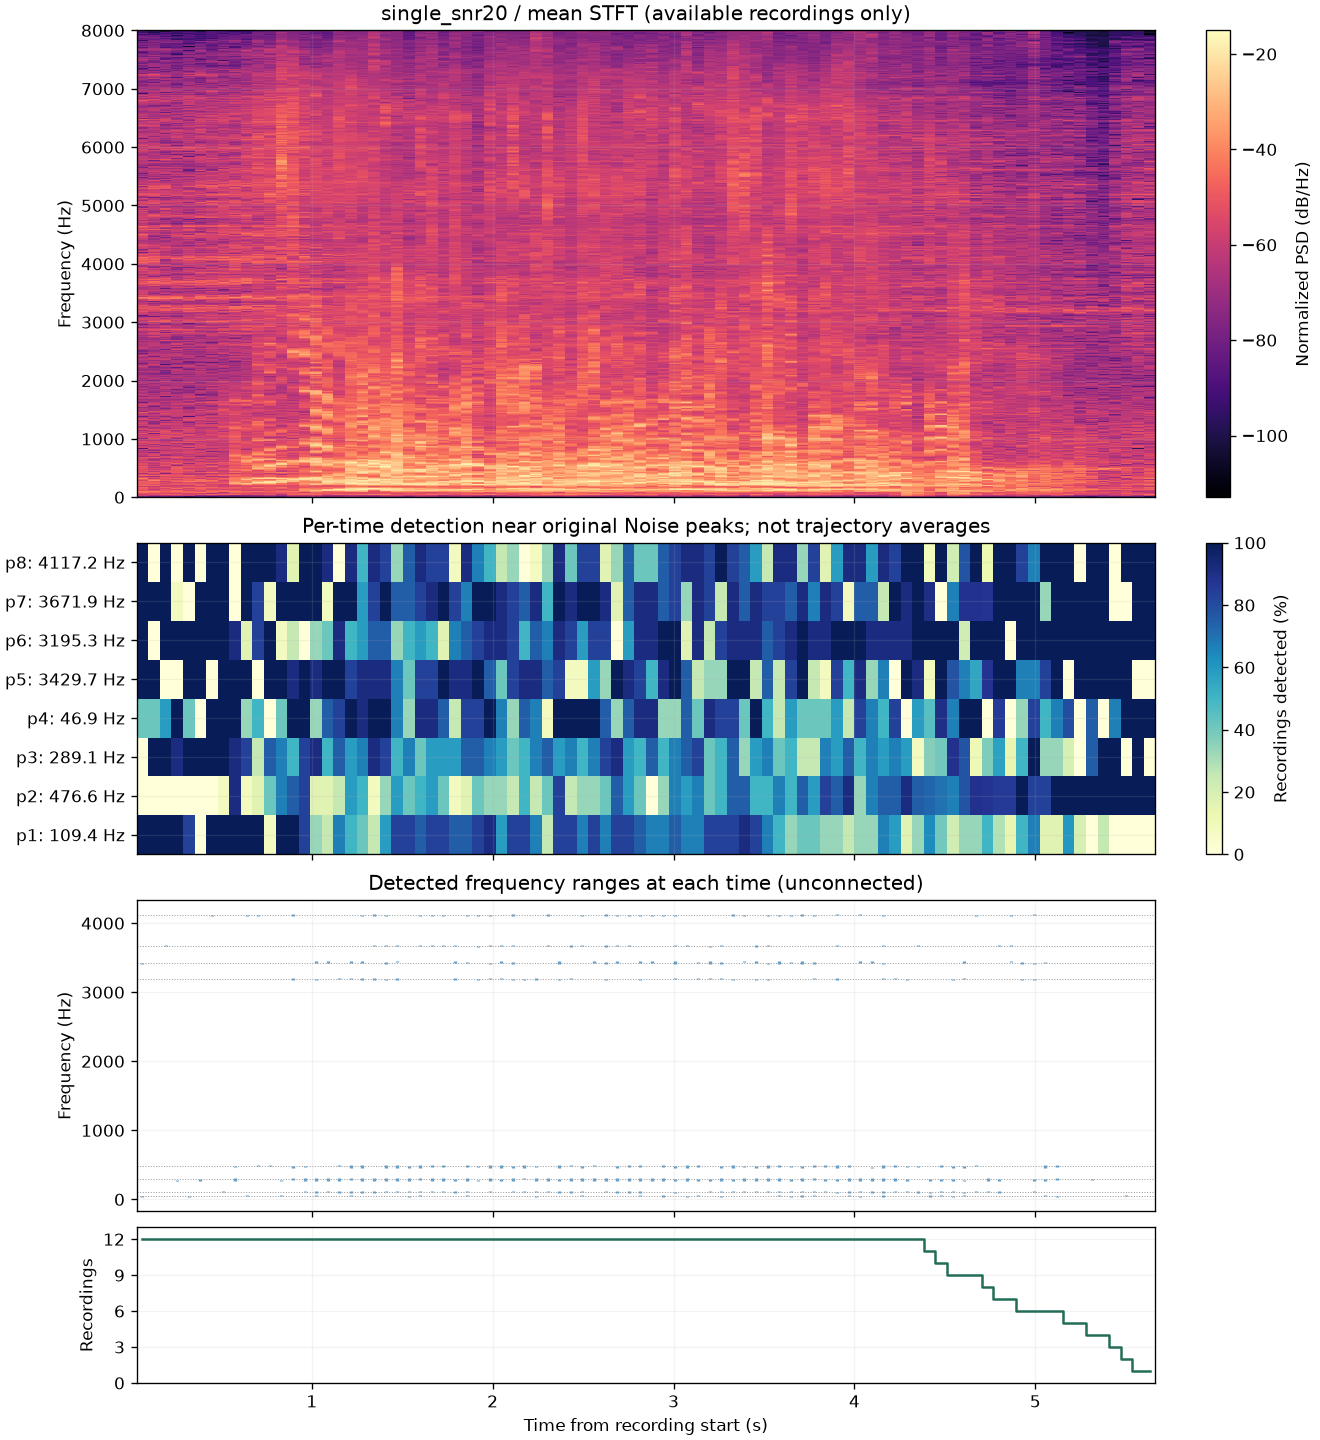 single_snr20 / mean STFT (available recordings only)
8000
7000
6000
5000
4000
3000
2000
1000
0
Frequency (Hz)
−20
−40
−60
−80
−100
Normalized PSD (dB/Hz)
Per-time detection near original Noise peaks; not trajectory averages
p8: 4117.2 Hz
p7: 3671.9 Hz
p6: 3195.3 Hz
p5: 3429.7 Hz
p4: 46.9 Hz
p3: 289.1 Hz
p2: 476.6 Hz
p1: 109.4 Hz
100
80
60
40
20
0
Recordings detected (%)
Detected frequency ranges at each time (unconnected)
4000
3000
2000
1000
0
Frequency (Hz)
12
9
6
3
0
Recordings
1 2 3 4 5
Time from recording start (s)